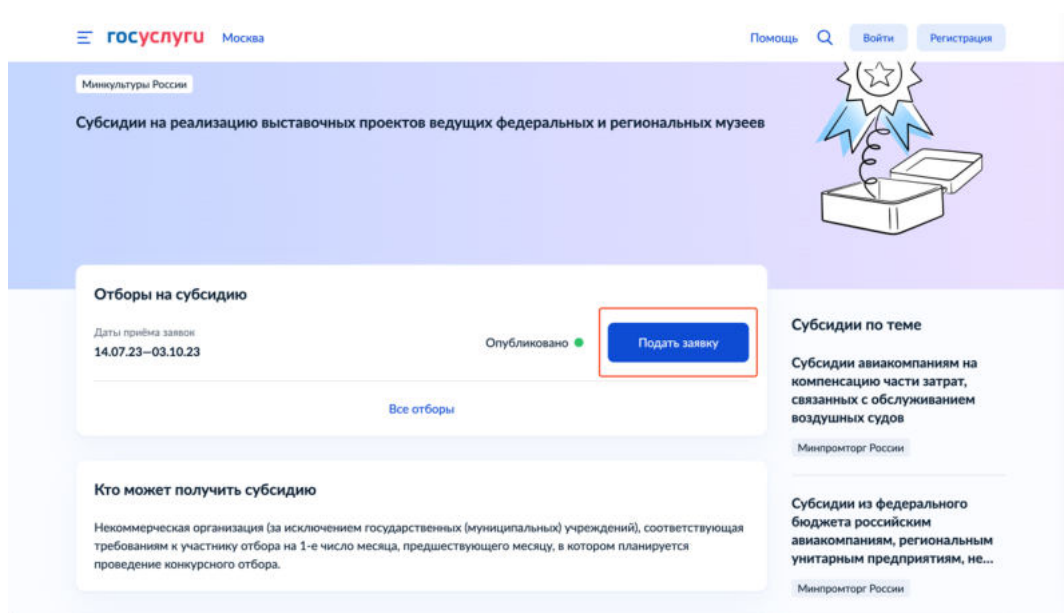 госуслуги Москва Помощь Войти Регистрация
Минкультуры России
Субсидии на реализацию выставочных проектов ведущих федеральных и региональных музеев
Отборы на субсидию
Даты приёма заявок
14.07.23—03.10.23
Опубликовано
Подать заявку
Все отборы
Кто может получить субсидию
Некоммерческая организация (за исключением государственных (муниципальных) учреждений), соответствующая
требованиям к участнику отбора на 1-е число месяца, предшествующего месяцу, в котором планируется
проведение конкурсного отбора.
Субсидии по теме
Субсидии авиакомпаниям на
компенсацию части затрат,
связанных с обслуживанием
воздушных судов
Минпромторг России
Субсидии из федерального
бюджета российским
авиакомпаниям, региональным
унитарным предприятиям, не...
Минпромторг России